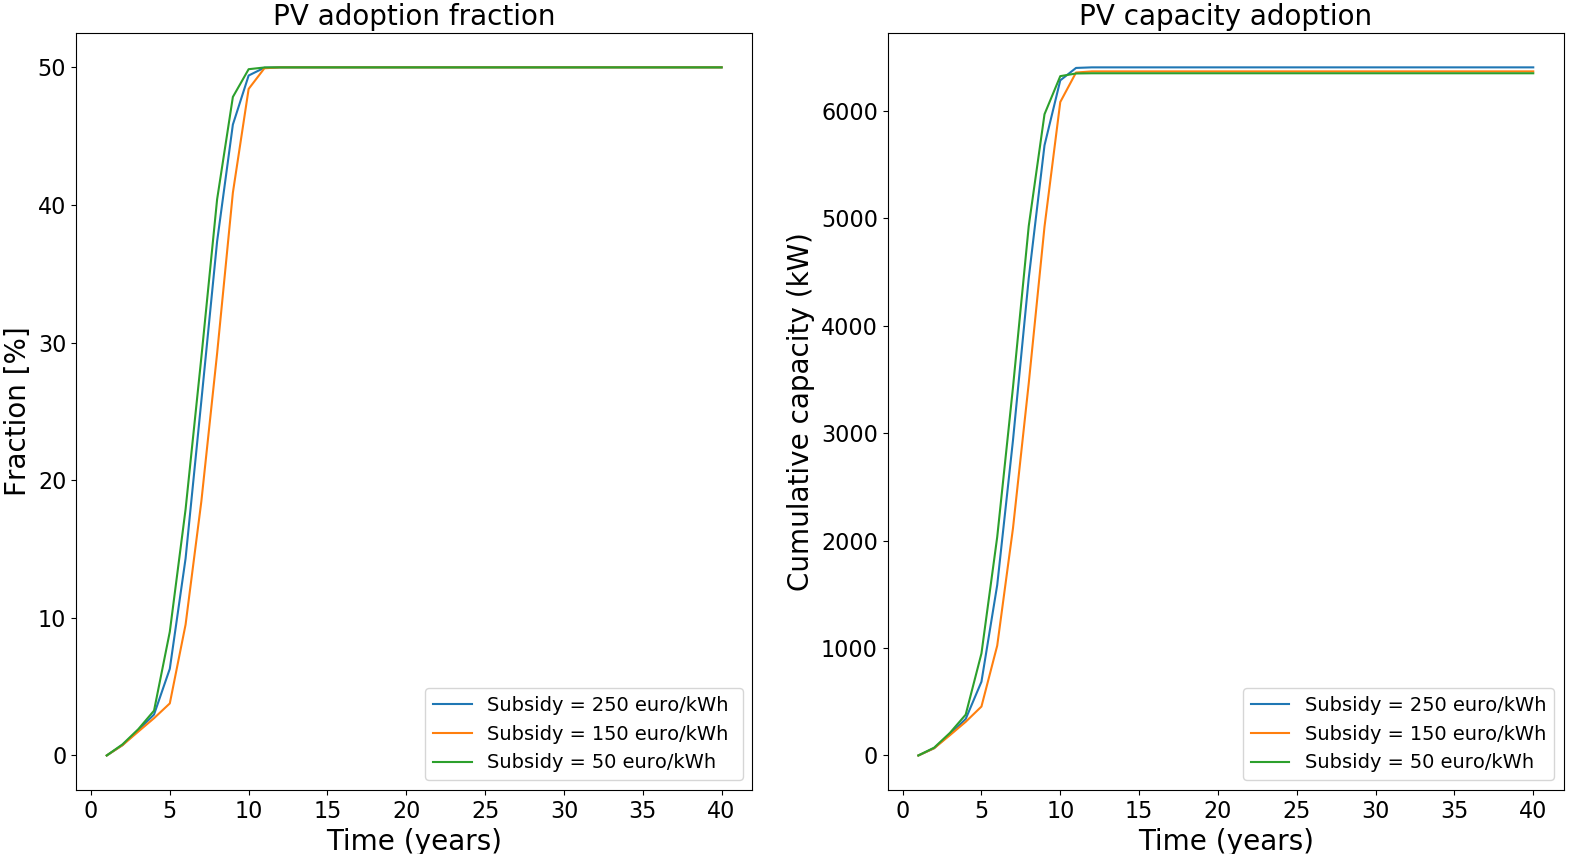 PV adoption fraction
50
40
30
20
10
0
Fraction [%]
0 5 10 15 20 25 30 35 40
Time (years)
Subsidy = 250 euro/kWh
Subsidy = 150 euro/kWh
Subsidy = 50 euro/kWh
PV capacity adoption
6000
5000
4000
3000
2000
1000
0
Cumulative capacity (kW)
0 5 10 15 20 25 30 35 40
Time (years)
Subsidy = 250 euro/kWh
Subsidy = 150 euro/kWh
Subsidy = 50 euro/kWh